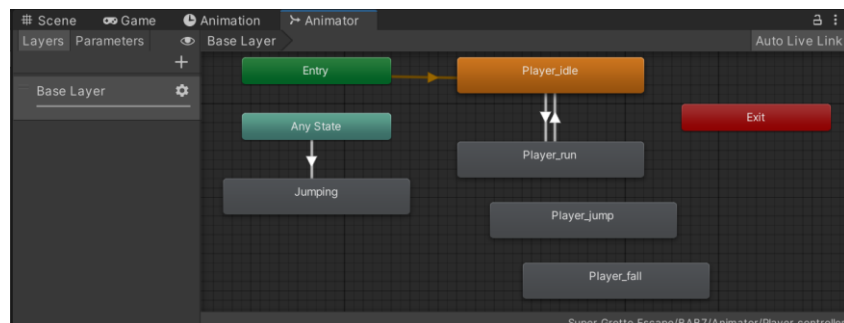 Scene Game Animation Animator
Layers Parameters Base Layer Auto Live Link
Base Layer
Entry
Player_idle
Any State
Exit
Player_run
Jumping
Player_jump
Player_fall